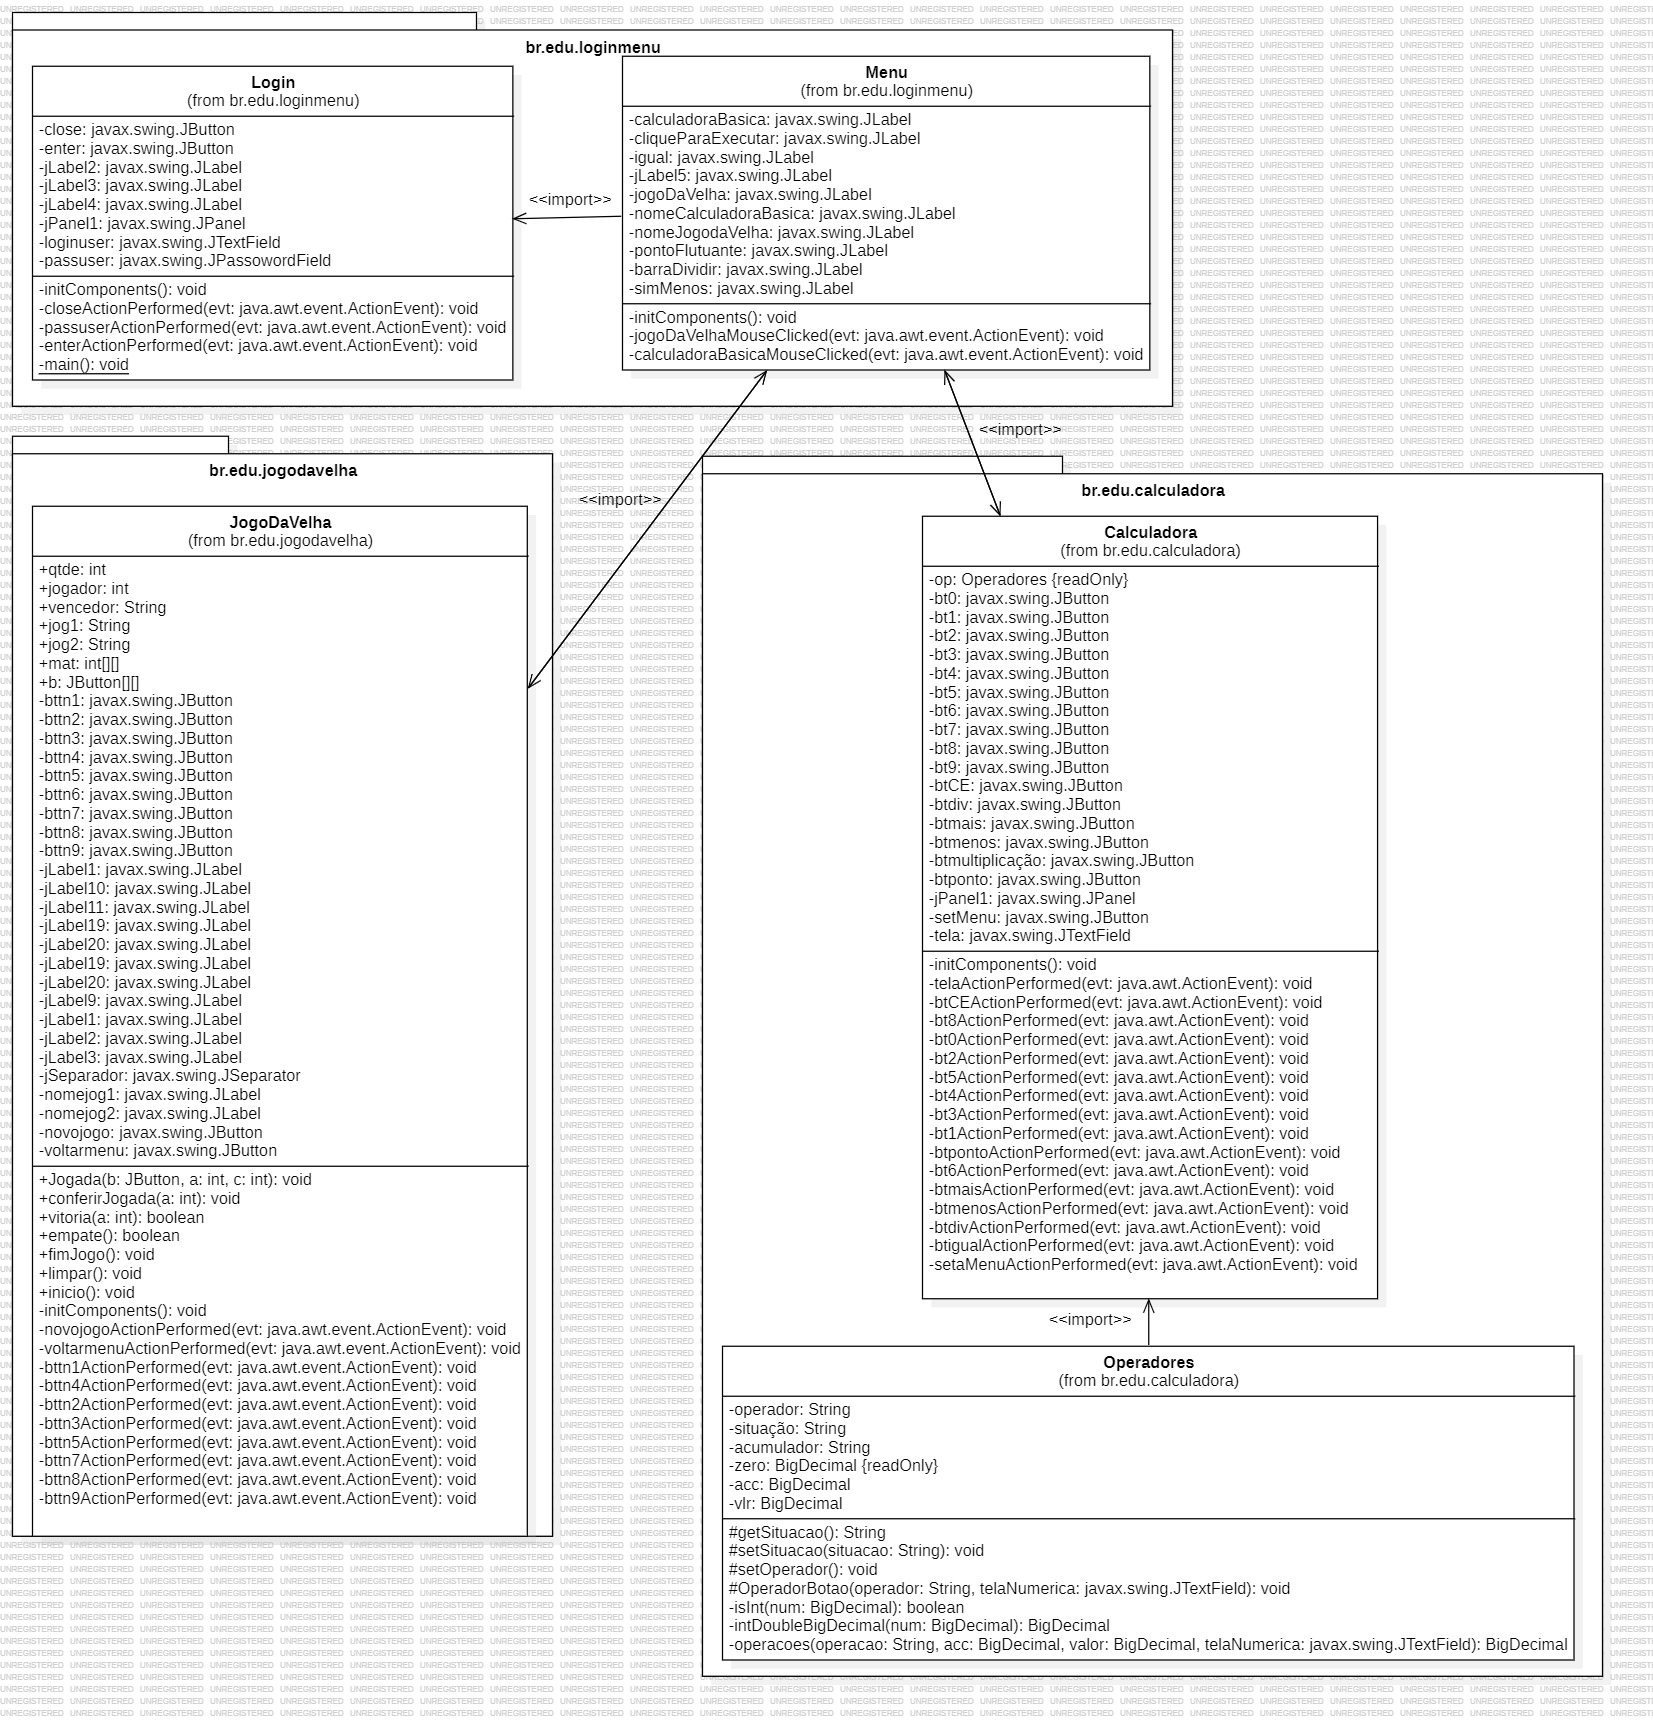 br.edu.loginmenu
Login
(from br.edu.loginmenu)
-close: javax.swing.JButton
-enter: javax.swing.JButton
-jLabel2: javax.swing.JLabel
-jLabel3: javax.swing.JLabel
-jLabel4: javax.swing.JLabel
-jPanel1: javax.swing.JPanel
-loginuser: javax.swing.JTextField
-passuser: javax.swing.JPassowordField
-initComponents(): void
-closeActionPerformed(evt: java.awt.event.ActionEvent): void
-passuserActionPerformed(evt: java.awt.event.ActionEvent): void
-enterActionPerformed(evt: java.awt.event.ActionEvent): void
-main(): void
<<import>>
Menu
(from br.edu.loginmenu)
-calculadoraBasica: javax.swing.JLabel
-cliqueParaExecutar: javax.swing.JLabel
-igual: javax.swing.JLabel
-jLabel5: javax.swing.JLabel
-jogoDaVelha: javax.swing.JLabel
-nomeCalculadoraBasica: javax.swing.JLabel
-nomeJogodaVelha: javax.swing.JLabel
-pontoFlutuante: javax.swing.JLabel
-barraDividir: javax.swing.JLabel
-simMenos: javax.swing.JLabel
-initComponents(): void
-jogoDaVelhaMouseClicked(evt: java.awt.event.ActionEvent): void
-calculadoraBasicaMouseClicked(evt: java.awt.event.ActionEvent): void
<<import>>
<<import>>
br.edu.jogodavelha
JogoDaVelha
(from br.edu.jogodavelha)
+qtde: int
+jogador: int
+vencedor: String
+jog1: String
+jog2: String
+mat: int[][]
+b: JButton[][]
-bttn1: javax.swing.JButton
-bttn2: javax.swing.JButton
-bttn3: javax.swing.JButton
-bttn4: javax.swing.JButton
-bttn5: javax.swing.JButton
-bttn6: javax.swing.JButton
-bttn7: javax.swing.JButton
-bttn8: javax.swing.JButton
-bttn9: javax.swing.JButton
-jLabel1: javax.swing.JLabel
-jLabel10: javax.swing.JLabel
-jLabel11: javax.swing.JLabel
-jLabel19: javax.swing.JLabel
-jLabel20: javax.swing.JLabel
-jLabel19: javax.swing.JLabel
-jLabel20: javax.swing.JLabel
-jLabel9: javax.swing.JLabel
-jLabel1: javax.swing.JLabel
-jLabel2: javax.swing.JLabel
-jLabel3: javax.swing.JLabel
-jSeparador: javax.swing.JSeparator
-nomejog1: javax.swing.JLabel
-nomejog2: javax.swing.JLabel
-novojogo: javax.swing.JButton
-voltarmenu: javax.swing.JButton
+Jogada(b: JButton, a: int, c: int): void
+conferirJogada(a: int): void
+vitoria(a: int): boolean
+empate(): boolean
+fimJogo(): void
+limpar(): void
+inicio(): void
-initComponents(): void
-novojogoActionPerformed(evt: java.awt.event.ActionEvent): void
-voltarmenuActionPerformed(evt: java.awt.event.ActionEvent): void
-bttn1ActionPerformed(evt: java.awt.event.ActionEvent): void
-bttn4ActionPerformed(evt: java.awt.event.ActionEvent): void
-bttn2ActionPerformed(evt: java.awt.event.ActionEvent): void
-bttn3ActionPerformed(evt: java.awt.event.ActionEvent): void
-bttn5ActionPerformed(evt: java.awt.event.ActionEvent): void
-bttn7ActionPerformed(evt: java.awt.event.ActionEvent): void
-bttn8ActionPerformed(evt: java.awt.event.ActionEvent): void
-bttn9ActionPerformed(evt: java.awt.event.ActionEvent): void
br.edu.calculadora
Calculadora
(from br.edu.calculadora)
-op: Operadores {readOnly}
-bt0: javax.swing.JButton
-bt1: javax.swing.JButton
-bt2: javax.swing.JButton
-bt3: javax.swing.JButton
-bt4: javax.swing.JButton
-bt5: javax.swing.JButton
-bt6: javax.swing.JButton
-bt7: javax.swing.JButton
-bt8: javax.swing.JButton
-bt9: javax.swing.JButton
-btCE: javax.swing.JButton
-btdiv: javax.swing.JButton
-btmais: javax.swing.JButton
-btmenos: javax.swing.JButton
-btmultiplicação: javax.swing.JButton
-btponto: javax.swing.JButton
-jPanel1: javax.swing.JPanel
-setMenu: javax.swing.JButton
-tela: javax.swing.JTextField
-initComponents(): void
-telaActionPerformed(evt: java.awt.ActionEvent): void
-btCEActionPerformed(evt: java.awt.ActionEvent): void
-bt8ActionPerformed(evt: java.awt.ActionEvent): void
-bt0ActionPerformed(evt: java.awt.ActionEvent): void
-bt2ActionPerformed(evt: java.awt.ActionEvent): void
-bt5ActionPerformed(evt: java.awt.ActionEvent): void
-bt4ActionPerformed(evt: java.awt.ActionEvent): void
-bt3ActionPerformed(evt: java.awt.ActionEvent): void
-bt1ActionPerformed(evt: java.awt.ActionEvent): void
-btpontoActionPerformed(evt: java.awt.ActionEvent): void
-bt6ActionPerformed(evt: java.awt.ActionEvent): void
-btmaisActionPerformed(evt: java.awt.ActionEvent): void
-btmenosActionPerformed(evt: java.awt.ActionEvent): void
-btdivActionPerformed(evt: java.awt.ActionEvent): void
-btigualActionPerformed(evt: java.awt.ActionEvent): void
-setaMenuActionPerformed(evt: java.awt.ActionEvent): void
<<import>>
Operadores
(from br.edu.calculadora)
-operador: String
-situação: String
-acumulador: String
-zero: BigDecimal {readOnly}
-acc: BigDecimal
-vlr: BigDecimal
#getSituacao(): String
#setSituacao(situacao: String): void
#setOperador(): void
#OperadorBotao(operador: String, telaNumerica: javax.swing.JTextField): void
-isInt(num: BigDecimal): boolean
-intDoubleBigDecimal(num: BigDecimal): BigDecimal
-operacoes(operacao: String, acc: BigDecimal, valor: BigDecimal, telaNumerica: javax.swing.JTextField): BigDecimal
UNREGISTERED